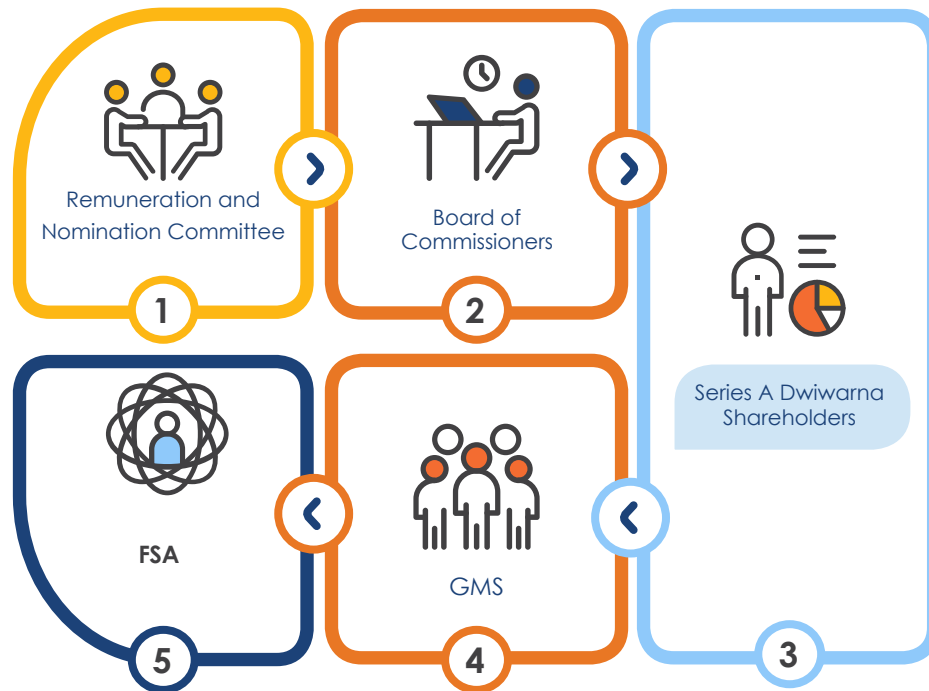 Remuneration and
Nomination Committee
1
Board of
Commissioners
2
Series A Dwiwarna
Shareholders
3
GMS
4
FSA
5